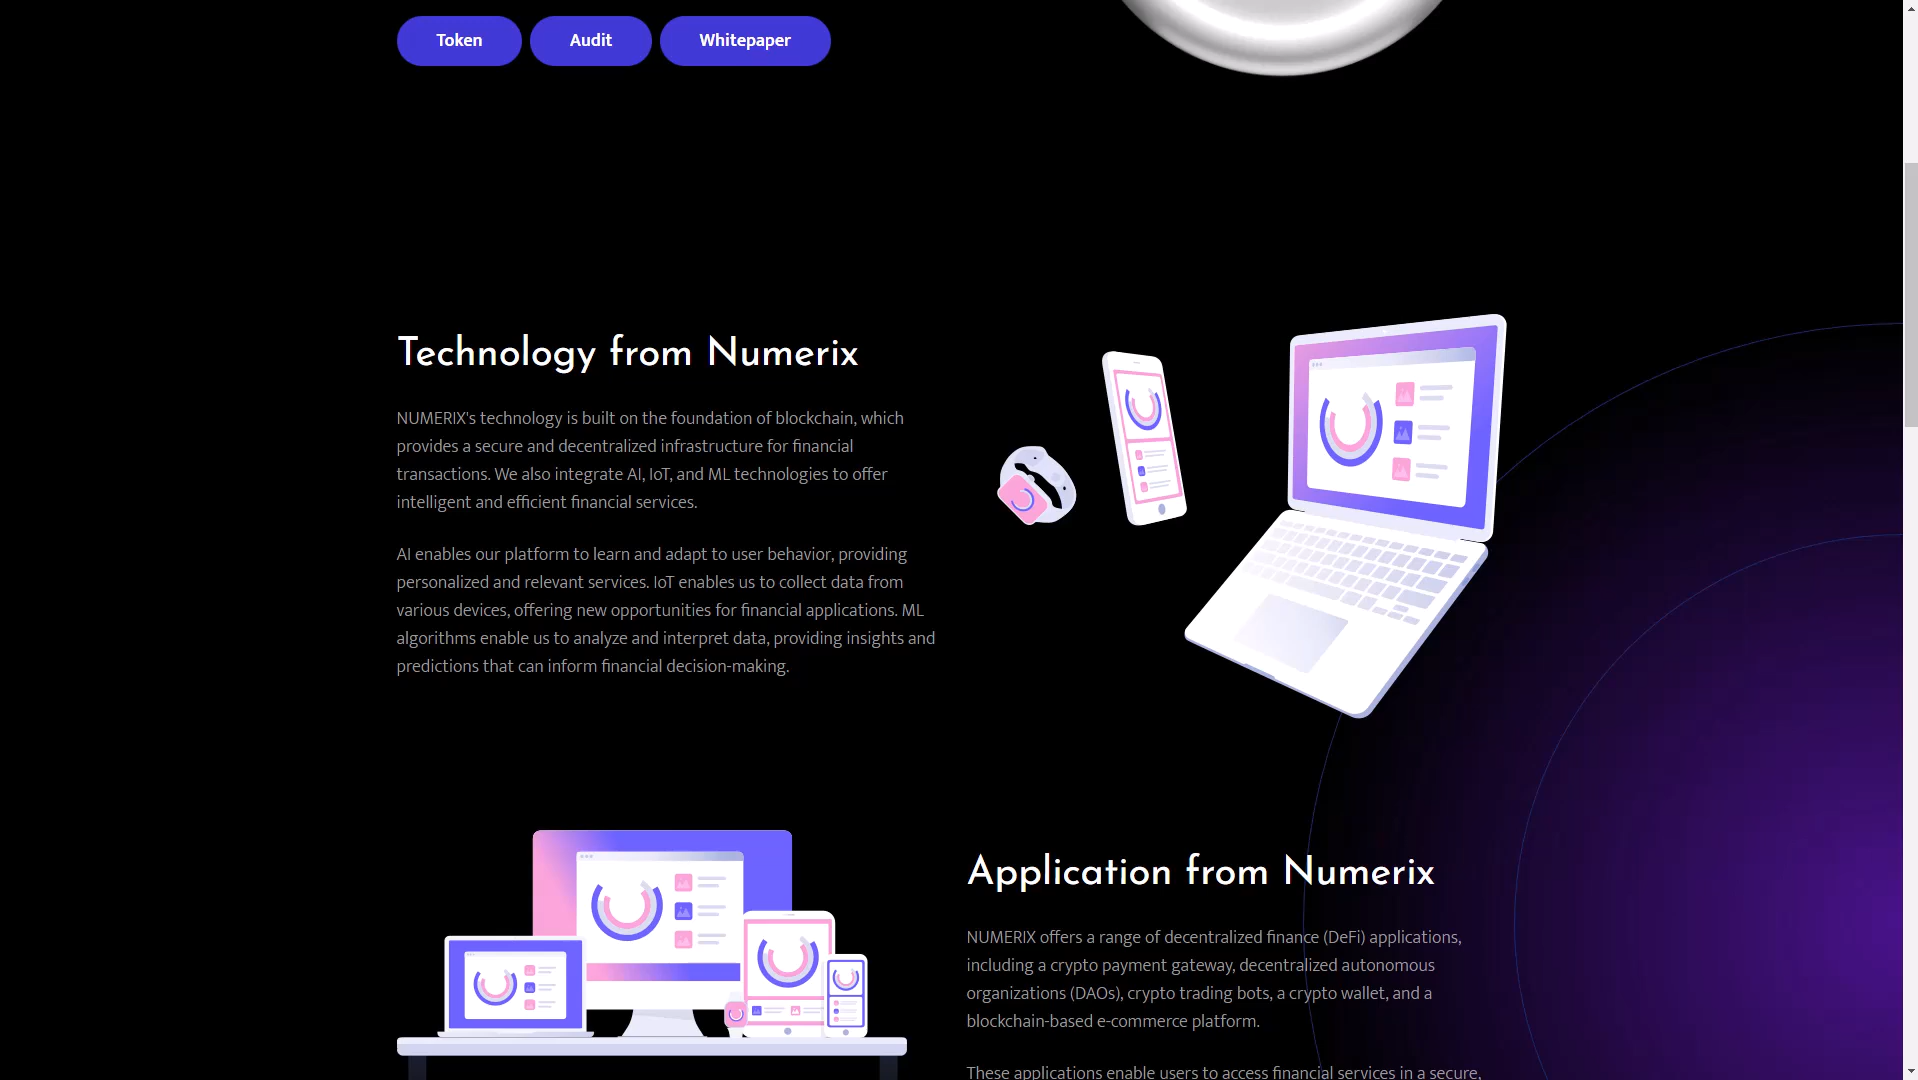 Token
Audit
Whitepaper
Technology from Numerix
NUMERIX's technology is built on the foundation of blockchain, which
provides a secure and decentralized infrastructure for financial
transactions. We also integrate AI, IoT, and ML technologies to offer
intelligent and efficient financial services.
AI enables our platform to learn and adapt to user behavior, providing
personalized and relevant services. IoT enables us to collect data from
various devices, offering new opportunities for financial applications. ML
algorithms enable us to analyze and interpret data, providing insights and
predictions that can inform financial decision-making.
Application from Numerix
NUMERIX offers a range of decentralized finance (DeFi) applications,
including a crypto payment gateway, decentralized autonomous
organizations (DAOs), crypto trading bots, a crypto wallet, and a
blockchain-based e-commerce platform.
These applications enable users to access financial services in a secure,